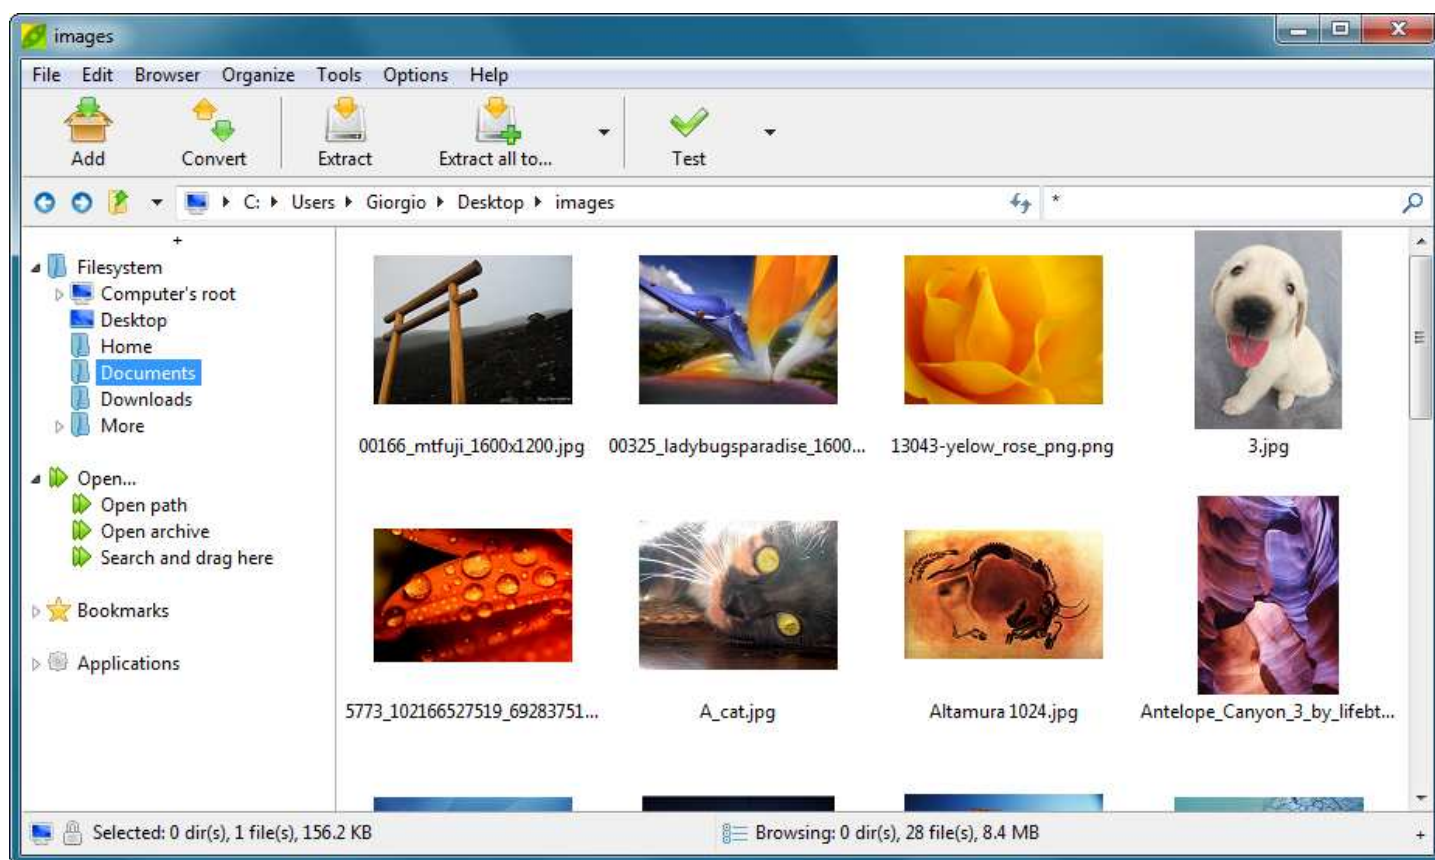 images
File Edit Browser Organize Tools Options Help
Add Convert Extract Extract all to... Test
C: Users Giorgio Desktop images *
+
Filesystem
Computer's root
Desktop
Home
Documents
Downloads
More
Open...
Open path
Open archive
Search and drag here
Bookmarks
Applications
00166_mtfuji_1600x1200.jpg 00325_ladybugsparadise_1600... 13043-yelow_rose_png.png 3.jpg
5773_102166527519_69283751... A_cat.jpg Altamura 1024.jpg Antelope_Canyon_3_by_lifebt...
Selected: 0 dir(s), 1 file(s), 156.2 KB Browsing: 0 dir(s), 28 file(s), 8.4 MB +